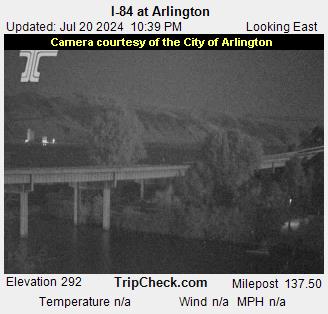 I-84 at Arlington
Updated: Jul 20 2024 10:39 PM Looking East
Camera courtesy of the City of Arlington
Elevation 292 TripCheck.com Milepost 137.50
Temperature n/a Wind n/a MPH n/a